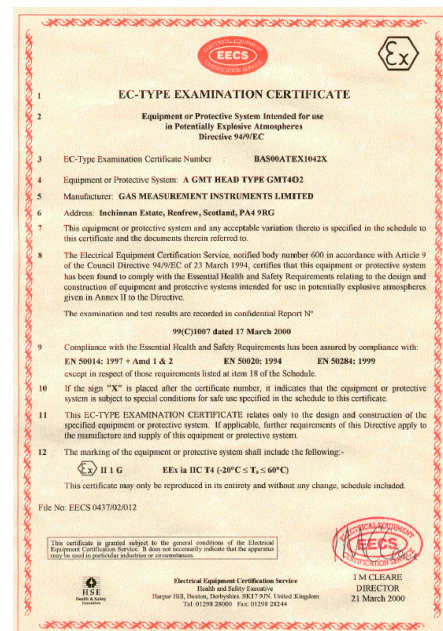 ELECTRICAL EQUIPMENT
EECS
CERTIFICATION SERVICE
Ex
1 EC-TYPE EXAMINATION CERTIFICATE
2 Equipment or Protective System Intended for use
in Potentially Explosive Atmospheres
Directive 94/9/EC
3 EC-Type Examination Certificate Number : BAS00ATEX1042X
4 Equipment or Protective System: A GMT HEAD TYPE GMT4O2
5 Manufacturer: GAS MEASUREMENT INSTRUMENTS LIMITED
6 Address: Inchinnan Estate, Renfrew, Scotland, PA4 9RG
7 This equipment or protective system and any acceptable variation thereto is specified in the schedule to
this certificate and the documents therein referred to.
8 The Electrical Equipment Certification Service, notified body number 600 in accordance with Article 9
of the Council Directive 94/9/EC of 23 March 1994, certifies that this equipment or protective system
has been found to comply with the Essential Health and Safety Requirements relating to the design and
construction of equipment and protective systems intended for use in potentially explosive atmospheres
given in Annex II to the Directive.
The examination and test results are recorded in confidential Report Nº
99(C)1007 dated 17 March 2000
9 Compliance with the Essential Health and Safety Requirements has been assured by compliance with:
EN 50014: 1997 + Amd 1 & 2 EN 50020: 1994 EN 50284: 1999
except in respect of those requirements listed at item 18 of the Schedule.
10 If the sign "X" is placed after the certificate number, it indicates that the equipment or protective
system is subject to special conditions for safe use specified in the schedule to this certificate.
11 This EC-TYPE EXAMINATION CERTIFICATE relates only to the design and construction of the
specified equipment or protective system. If applicable, further requirements of this Directive apply to
the manufacture and supply of this equipment or protective system.
12 The marking of the equipment or protective system shall include the following:-
Ex II 1 G EEx ia IIC T4 (-20°C ≤ Ta ≤ 60°C)
This certificate may only be reproduced in its entirety and without any change, schedule included.
File No: EECS 0437/02/012
This certificate is granted subject to the general conditions of the Electrical
Equipment Certification Service. It does not necessarily indicate that the apparatus
may be used in particular industries or circumstances.
HSE
Health & Safety
Executive
Electrical Equipment Certification Service
Health and Safety Executive
Harpur Hill, Buxton, Derbyshire. SK17 9JN. United Kingdom
Tel: 01298 28000 Fax: 01298 28244
ELECTRICAL EQUIPMENT
EECS
CERTIFICATION SERVICE
I M CLEARE
DIRECTOR
21 March 2000